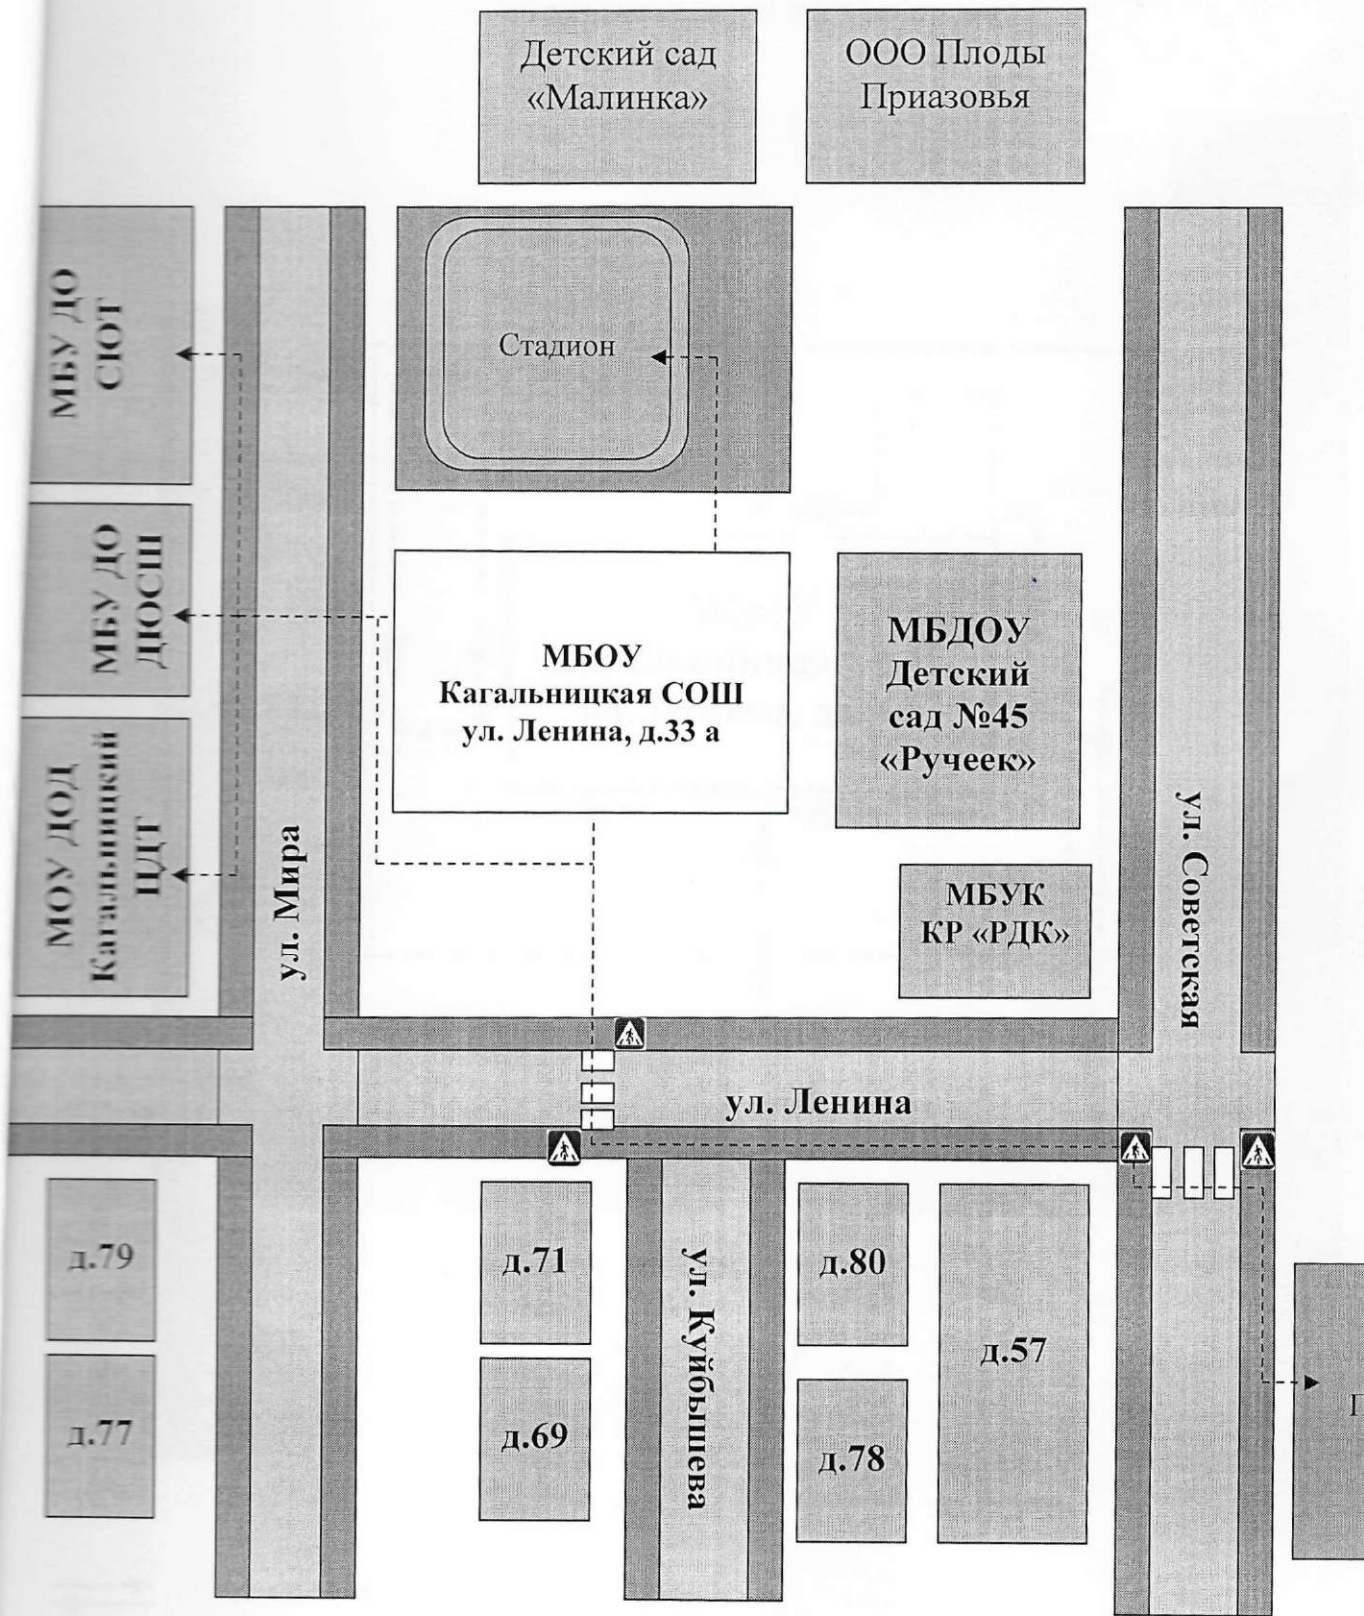 Детский сад
«Малинка»
ООО Плоды
Приазовья
МБУ ДО
СЮТ
Стадион
МБУ ДО
ДЮСШ
МБОУ
Кагальницкая СОШ
ул. Ленина, д.33 а
МБДОУ
Детский
сад №45
«Ручеек»
МОУ ДОД
Кагальницкий
ЦДТ
ул. Мира
МБУК
КР «РДК»
ул. Советская
ул. Ленина
д.79
д.71
ул. Куйбышева
д.80
д.57
д.77
д.69
д.78